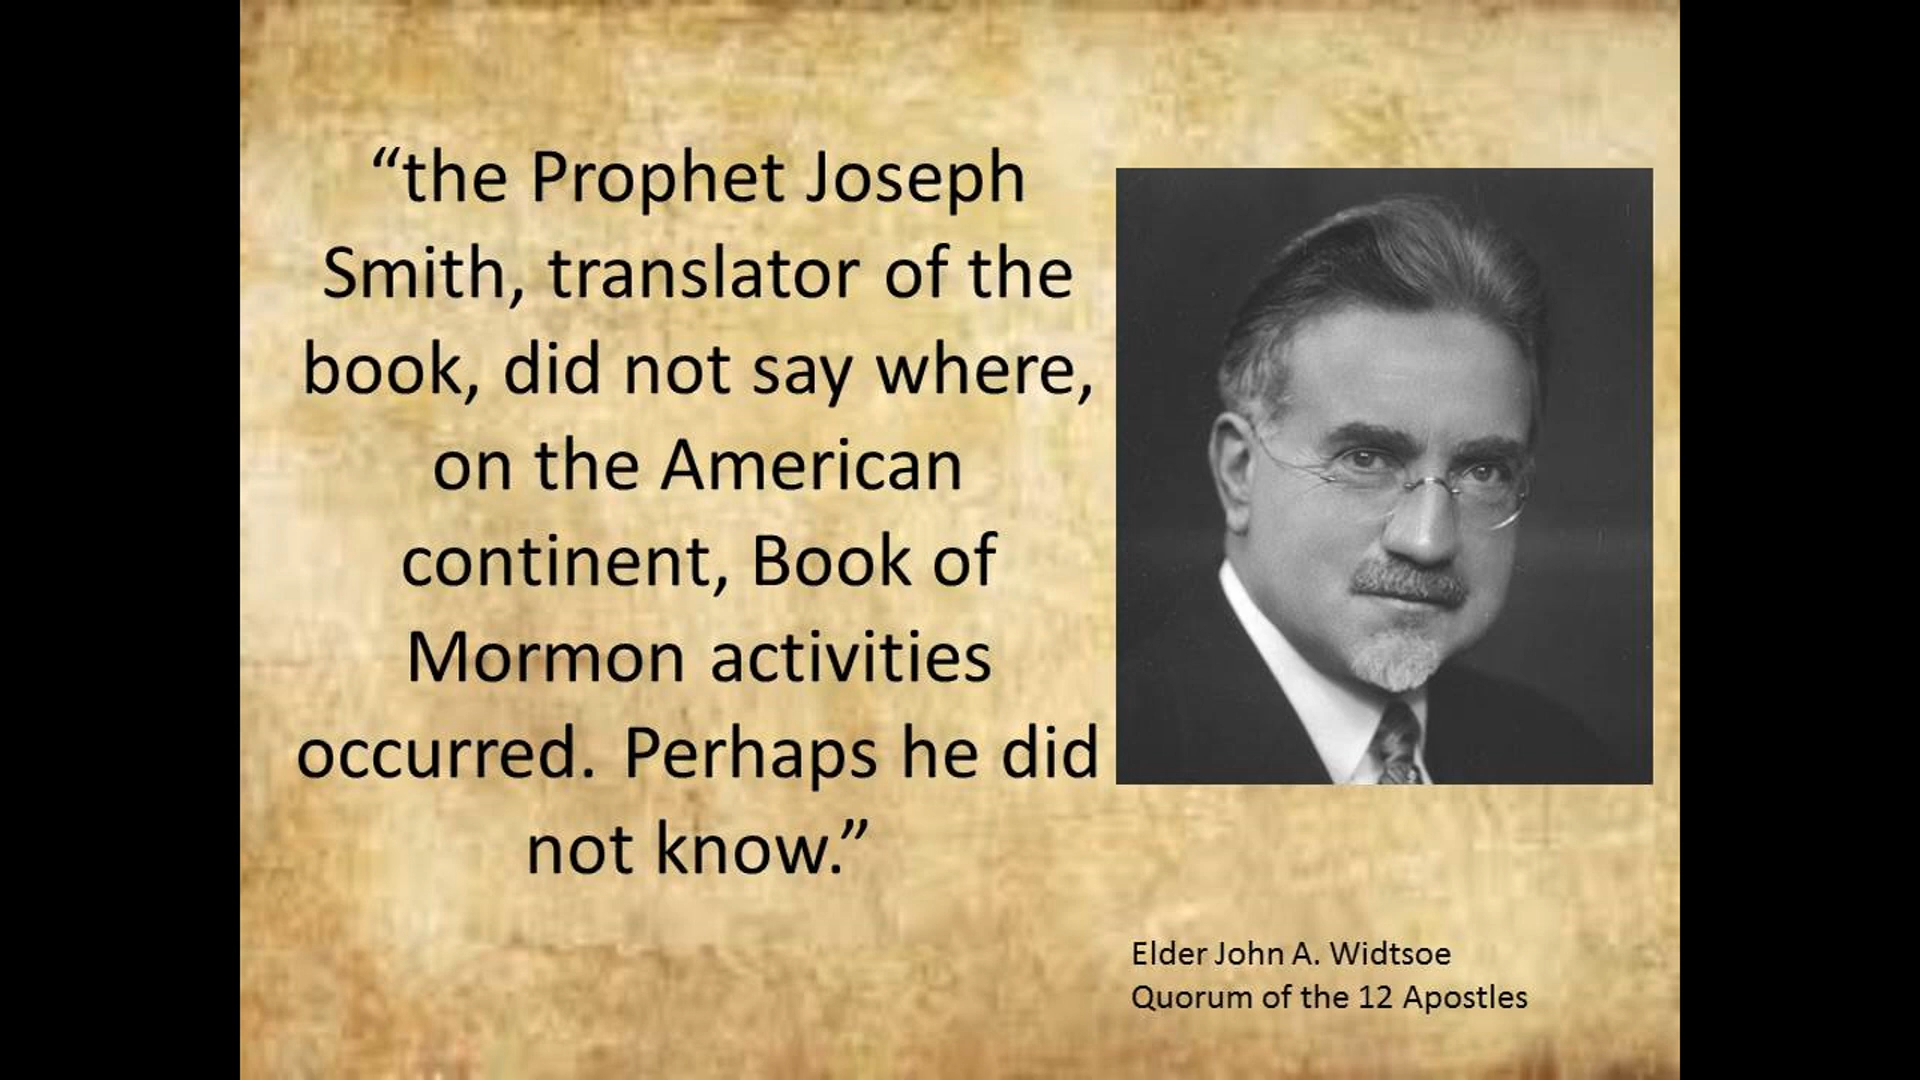 “the Prophet Joseph
Smith, translator of the
book, did not say where,
on the American
continent, Book of
Mormon activities
occurred. Perhaps he did
not know.”
Elder John A. Widtsoe
Quorum of the 12 Apostles